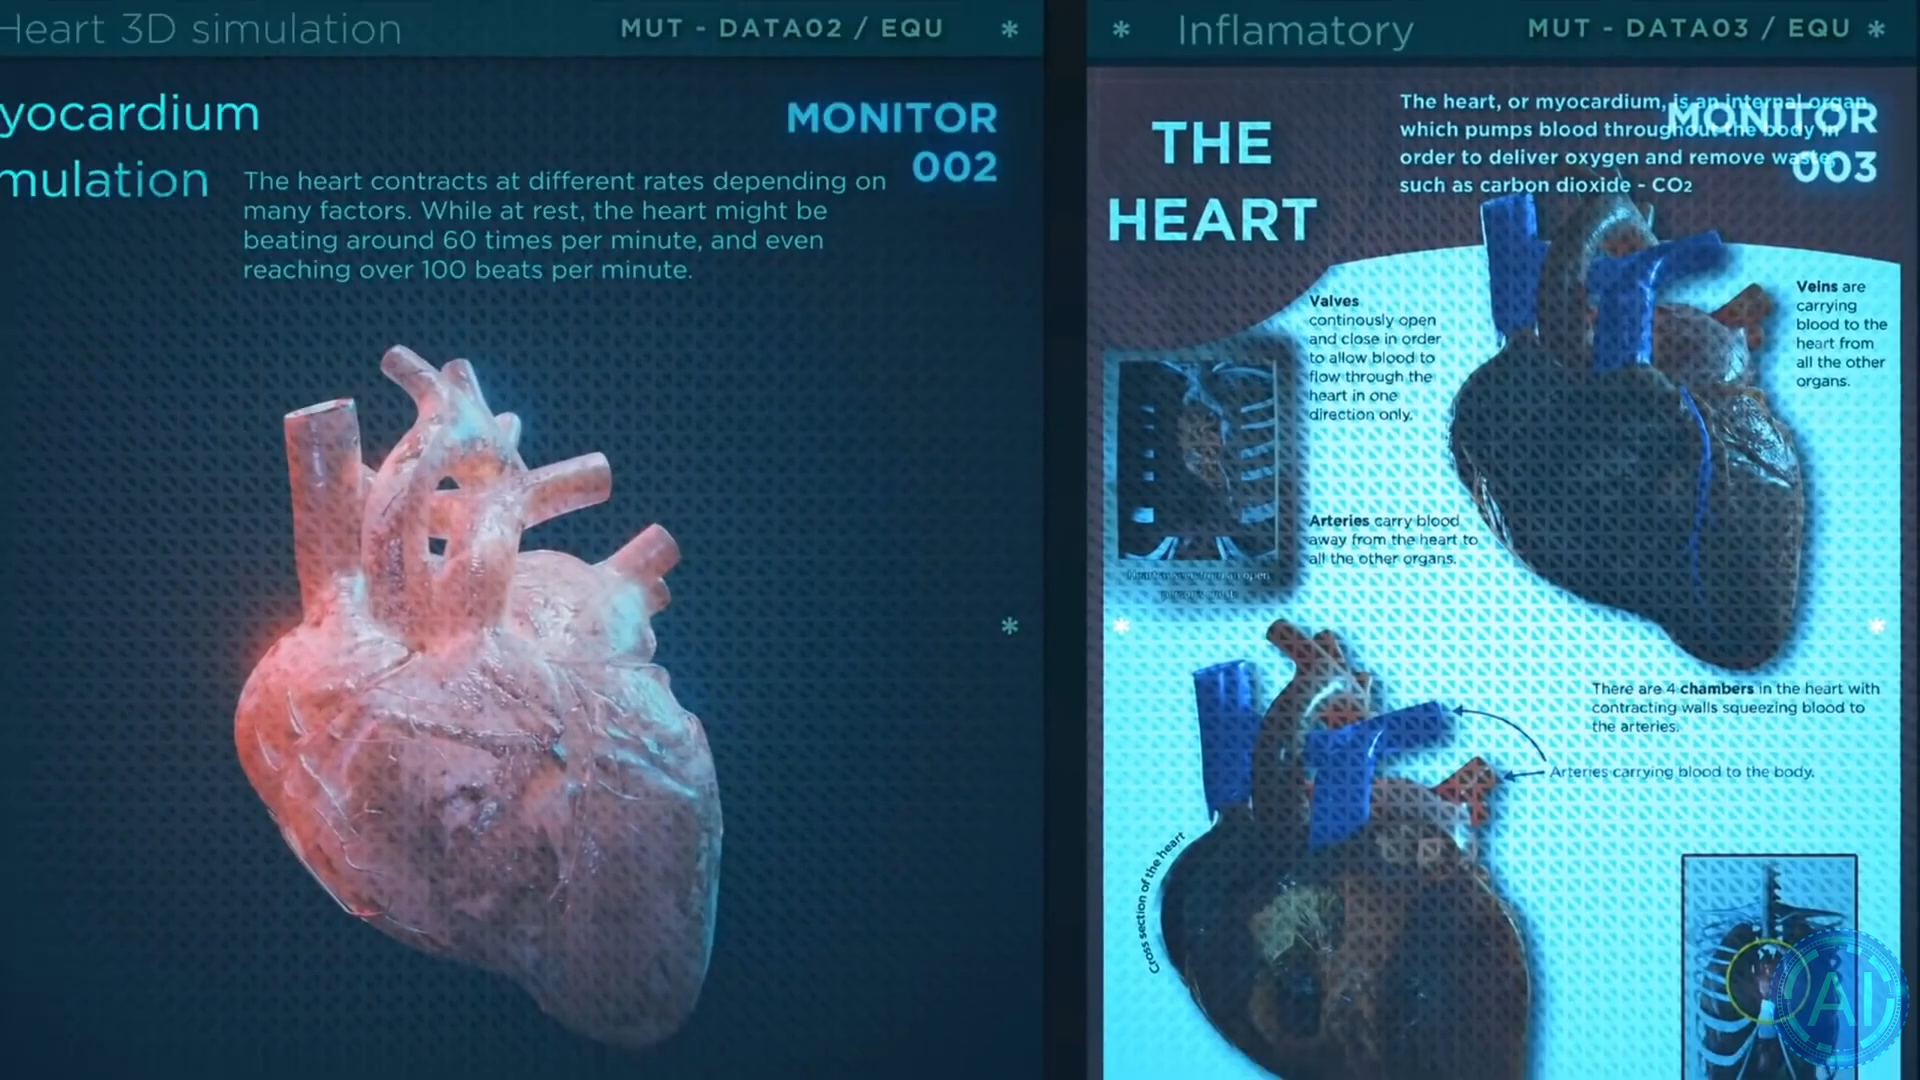 Heart 3D simulation
MUT - DATA02 / EQU
*
yocardium
mulation
MONITOR
002
The heart contracts at different rates depending on
many factors. While at rest, the heart might be
beating around 60 times per minute, and even
reaching over 100 beats per minute.
*
*
Inflamatory
MUT - DATA03 / EQU
*
THE
HEART
The heart, or myocardium, is an internal organ
which pumps blood throughout the body in
order to deliver oxygen and remove waste,
such as carbon dioxide - CO2
MONITOR
003
Valves
continously open
and close in order
to allow blood to
flow through the
heart in one
direction only.
Veins are
carrying
blood to the
heart from
all the other
organs.
Arteries carry blood
away from the heart to
all the other organs.
*
*
There are 4 chambers in the heart with
contracting walls squeezing blood to
the arteries.
Arteries carrying blood to the body.
Cross section of the heart
AI